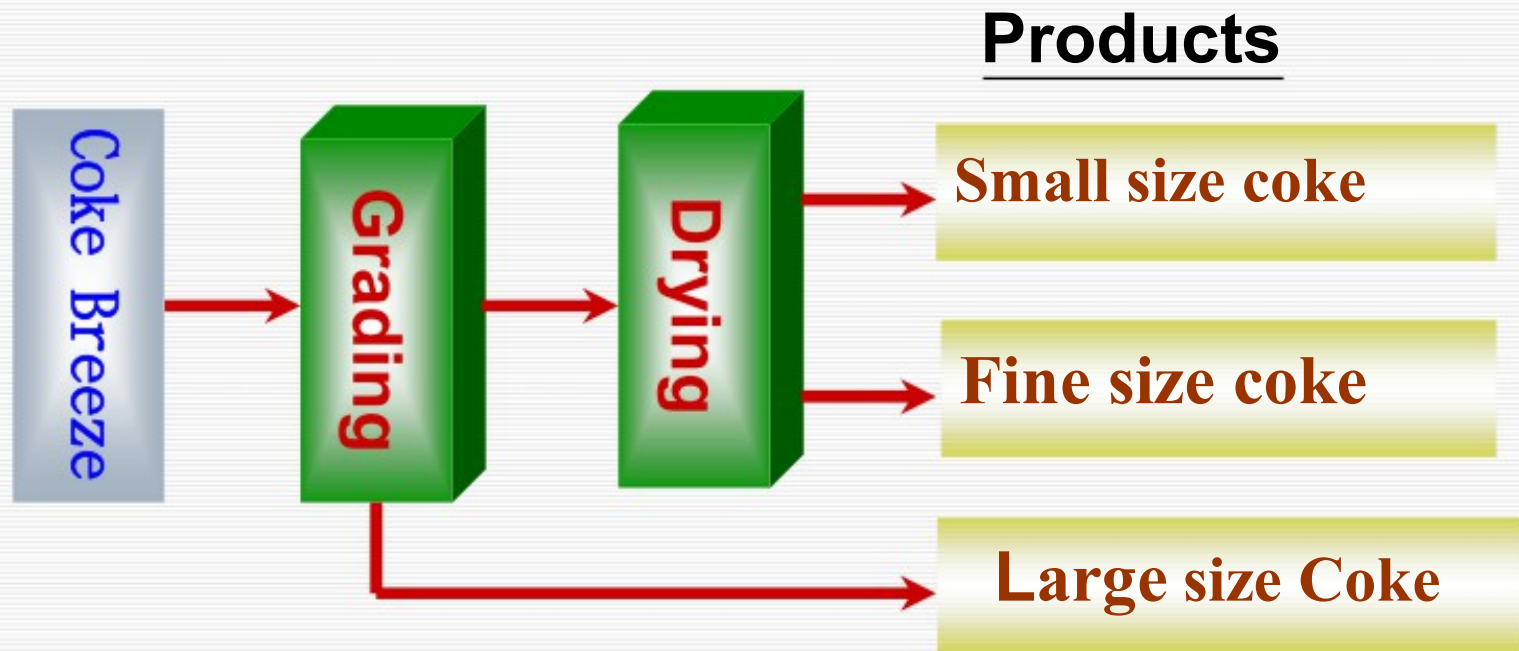 Products
Coke Breeze
Grading
Drying
Small size coke
Fine size coke
Large size Coke